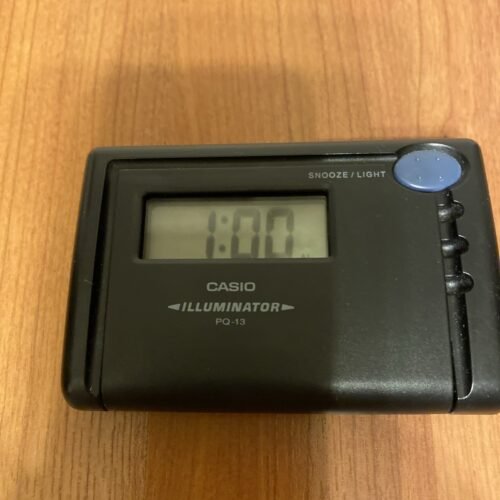 SNOOZE / LIGHT
1:00
CASIO
ILLUMINATOR
PQ-13